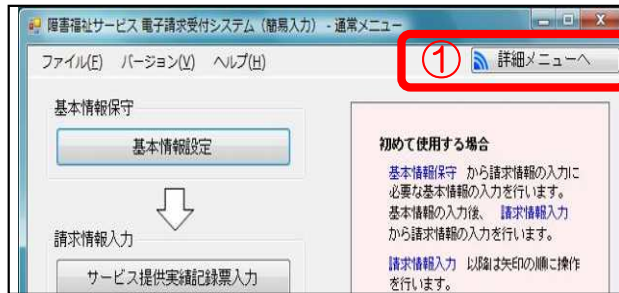 障害福祉サービス 電子請求受付システム（簡易入力） - 通常メニュー
ファイル(F) バージョン(V) ヘルプ(H)
① 詳細メニューへ
基本情報保守
基本情報設定
請求情報入力
サービス提供実績記録票入力
初めて使用する場合
基本情報保守 から請求情報の入力に
必要な基本情報の入力を行います。
基本情報の入力後、 請求情報入力
から請求情報の入力を行います。
請求情報入力 以降は矢印の順に操作
を行います。